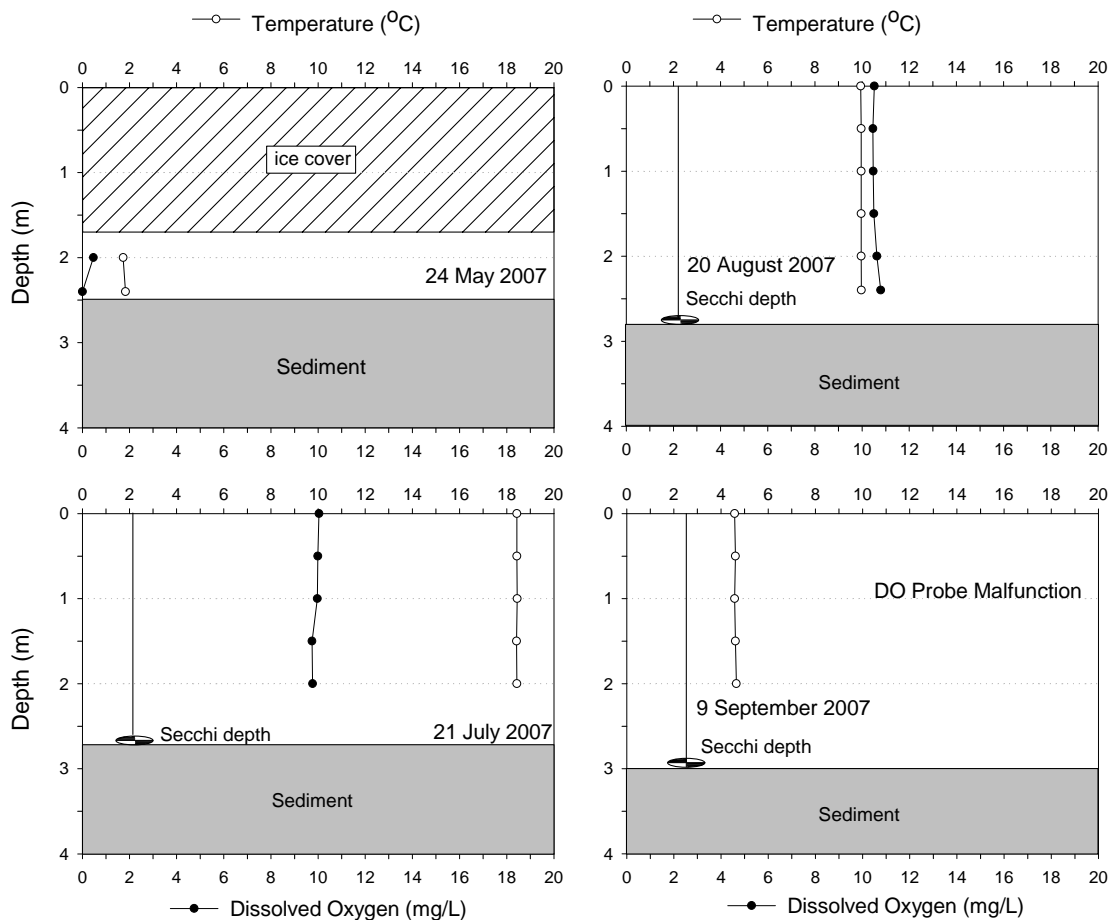 Temperature (°C)
Temperature (°C)
0 2 4 6 8 10 12 14 16 18 20
0 2 4 6 8 10 12 14 16 18 20
Depth (m)
0
1
2
3
4
ice cover
24 May 2007
Sediment
0
1
2
3
4
20 August 2007
Secchi depth
Sediment
0 2 4 6 8 10 12 14 16 18 20
0 2 4 6 8 10 12 14 16 18 20
0 2 4 6 8 10 12 14 16 18 20
0 2 4 6 8 10 12 14 16 18 20
Depth (m)
0
1
2
3
4
Secchi depth
21 July 2007
Sediment
0
1
2
3
4
DO Probe Malfunction
9 September 2007
Secchi depth
Sediment
0 2 4 6 8 10 12 14 16 18 20
0 2 4 6 8 10 12 14 16 18 20
Dissolved Oxygen (mg/L)
Dissolved Oxygen (mg/L)